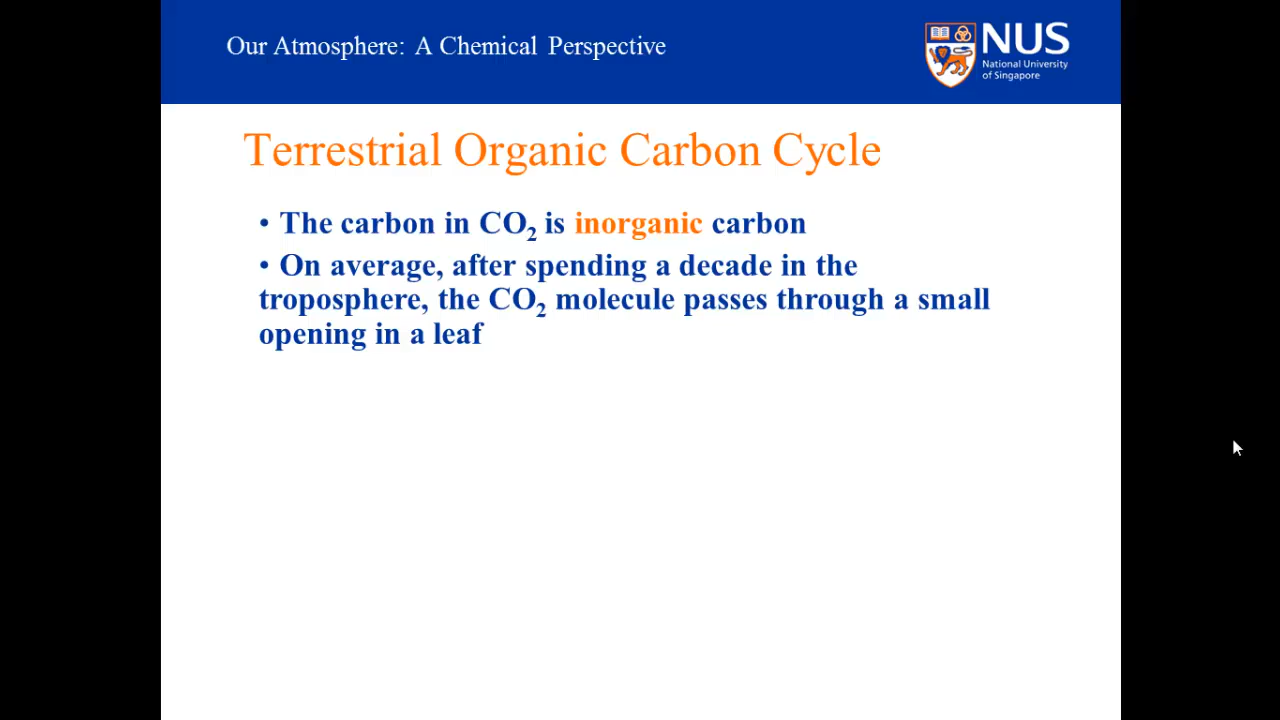 Our Atmosphere: A Chemical Perspective
NUS
National University
of Singapore
Terrestrial Organic Carbon Cycle
• The carbon in CO₂ is inorganic carbon
• On average, after spending a decade in the
troposphere, the CO₂ molecule passes through a small
opening in a leaf